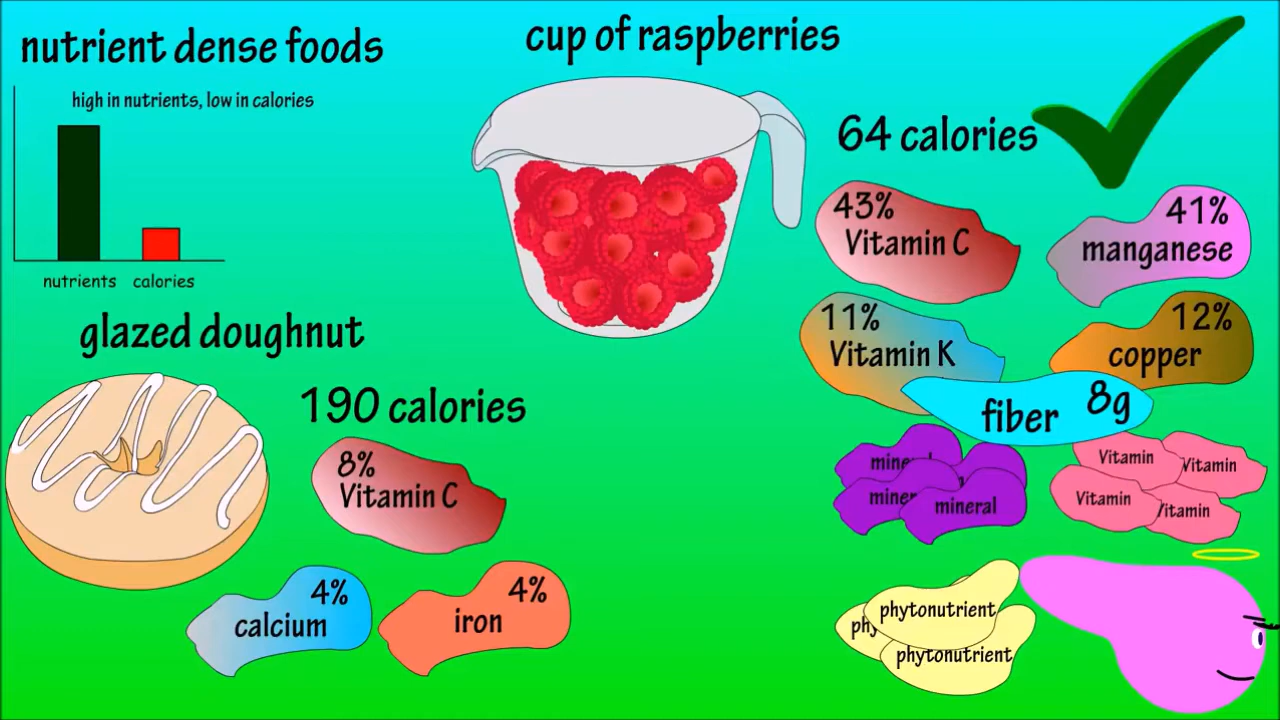 nutrient dense foods
high in nutrients, low in calories
nutrients calories
glazed doughnut
190 calories
8%
Vitamin C
4%
calcium
4%
iron
cup of raspberries
64 calories
43%
Vitamin C
41%
manganese
11%
Vitamin K
12%
copper
fiber 8g
mineral
Vitamin
Vitamin
Vitamin
phytonutrient
phytonutrient